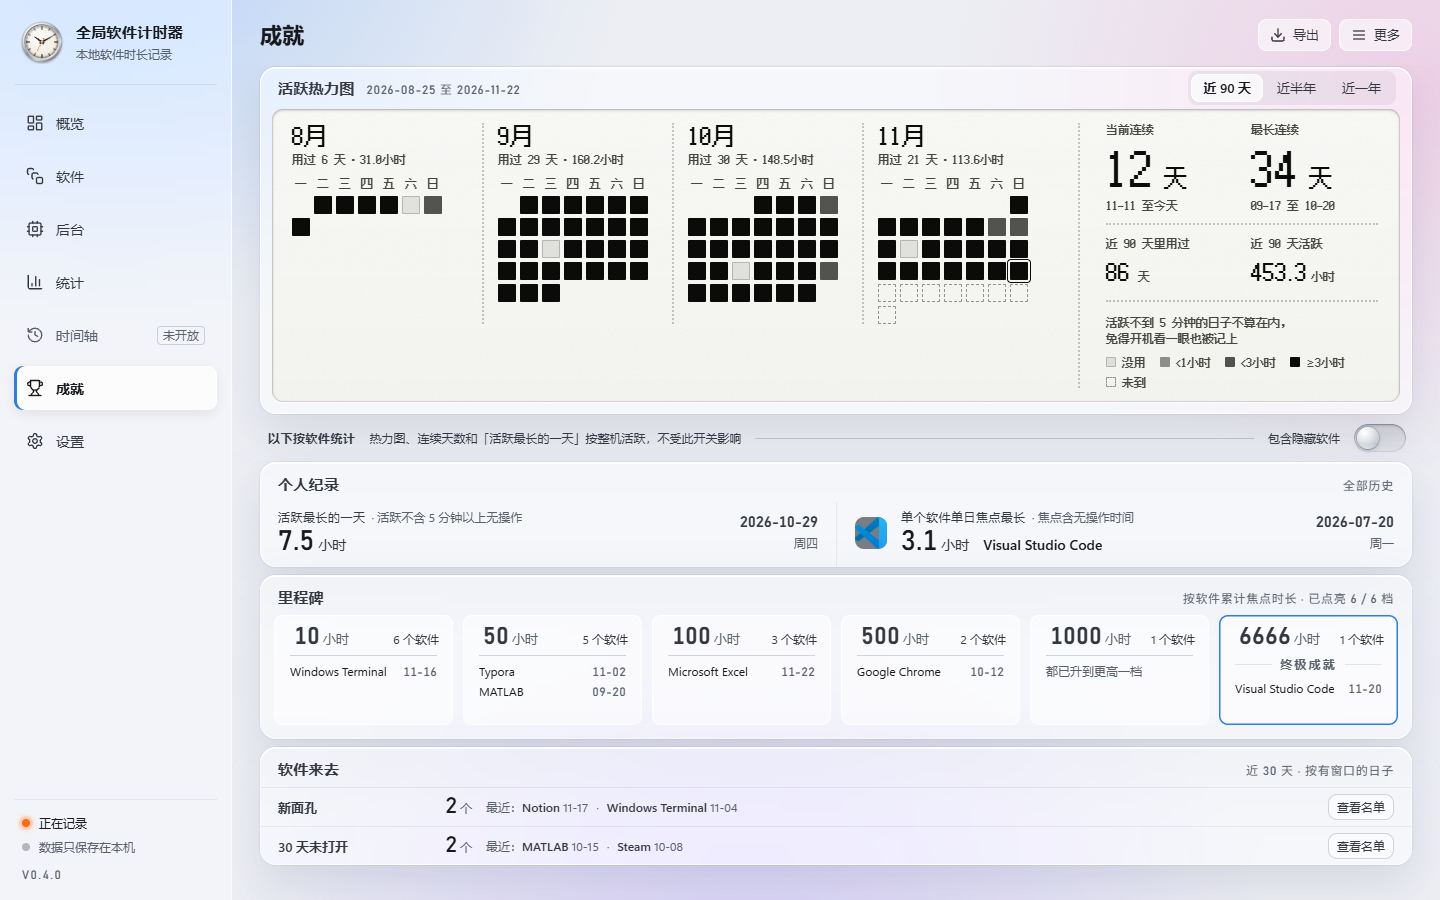 全局软件计时器
本地软件时长记录
概览
软件
后台
统计
时间轴 未开放
成就
设置
正在记录
数据只保存在本机
V0.4.0
成就
导出
更多
活跃热力图 2026-08-25 至 2026-11-22
近 90 天 近半年 近一年
8月
用过 6 天·31.0小时
一 二 三 四 五 六 日
9月
用过 29 天·160.2小时
一 二 三 四 五 六 日
10月
用过 30 天·148.5小时
一 二 三 四 五 六 日
11月
用过 21 天·113.6小时
一 二 三 四 五 六 日
当前连续
12 天
11-11 至今天
最长连续
34 天
09-17 至 10-20
近 90 天里用过
86 天
近 90 天活跃
453.3 小时
活跃不到 5 分钟的日子不算在内，
免得开机看一眼也被记上
没用 <1小时 <3小时 ≥3小时
未到
以下按软件统计 热力图、连续天数和「活跃最长的一天」按整机活跃，不受此开关影响 包含隐藏软件
个人纪录 全部历史
活跃最长的一天 · 活跃不含 5 分钟以上无操作
7.5 小时
2026-10-29
周四
单个软件单日焦点最长 · 焦点含无操作时间
3.1 小时 Visual Studio Code
2026-07-20
周一
里程碑 按软件累计焦点时长 · 已点亮 6 / 6 档
10 小时 6 个软件
Windows Terminal 11-16
50 小时 5 个软件
Typora 11-02
MATLAB 09-20
100 小时 3 个软件
Microsoft Excel 11-22
500 小时 2 个软件
Google Chrome 10-12
1000 小时 1 个软件
都已升到更高一档
6666 小时 1 个软件
终极成就
Visual Studio Code 11-20
软件来去 近 30 天 · 按有窗口的日子
新面孔 2 个 最近： Notion 11-17 · Windows Terminal 11-04 查看名单
30 天未打开 2 个 最近： MATLAB 10-15 · Steam 10-08 查看名单